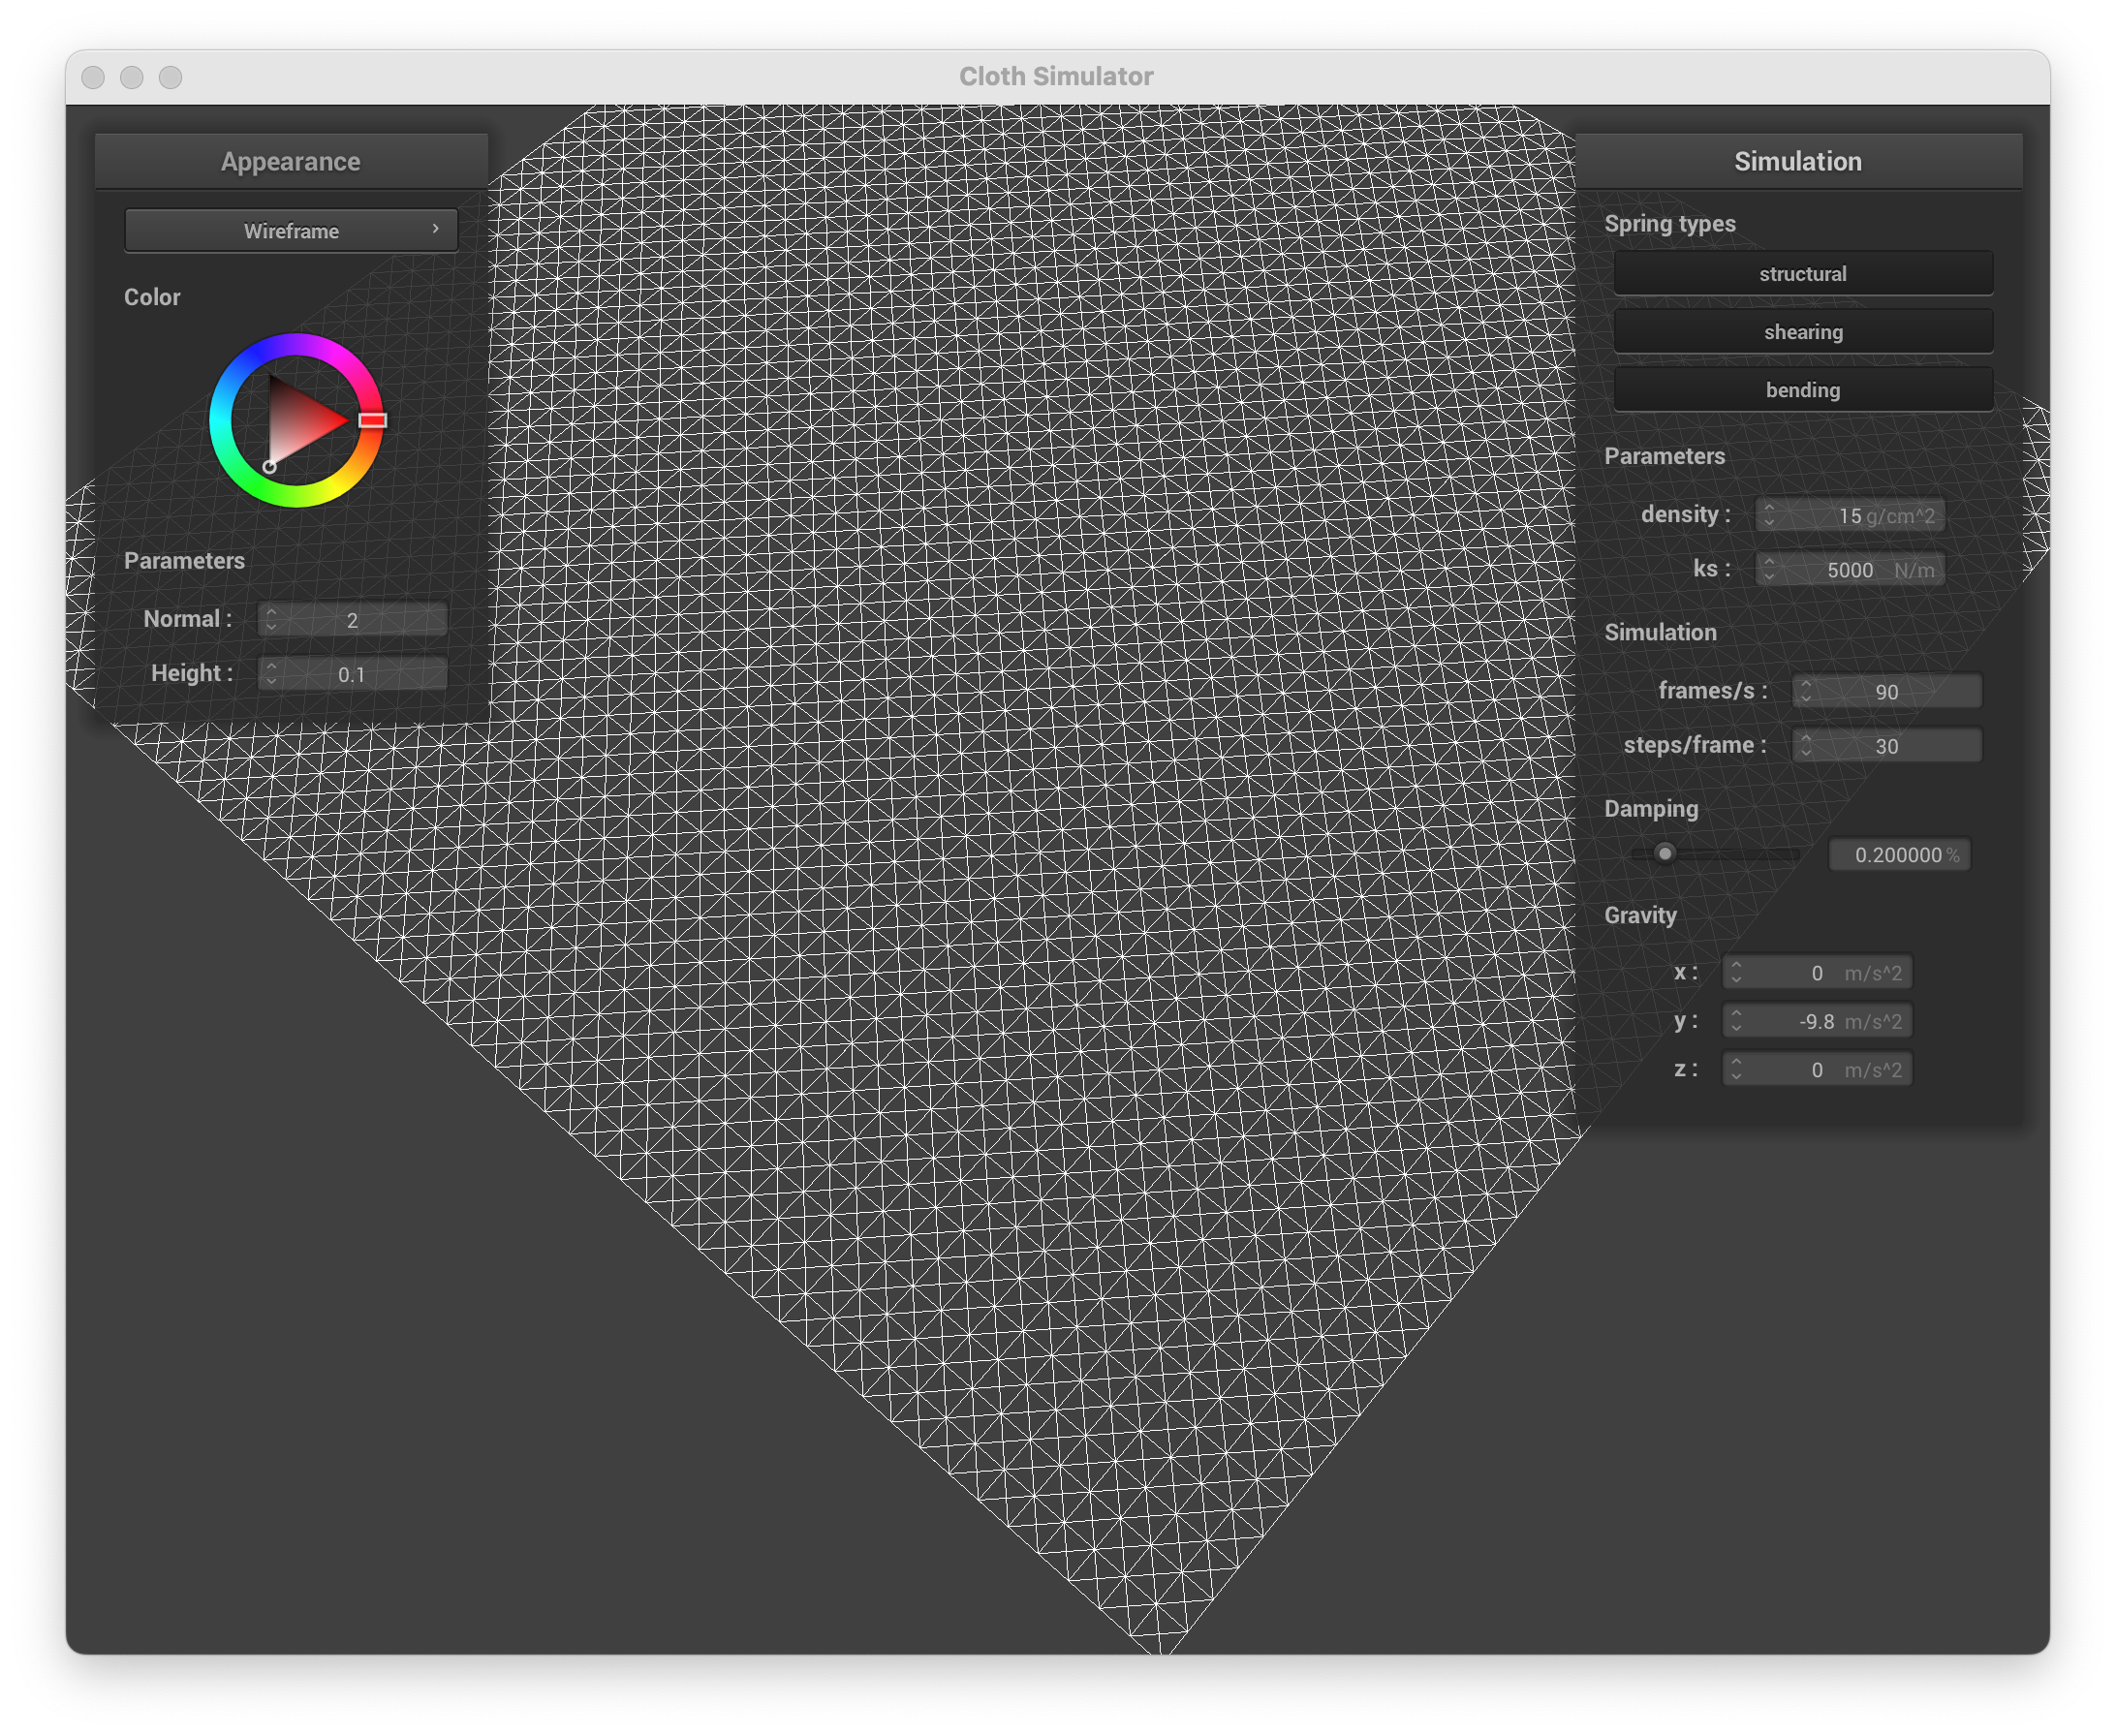 Cloth Simulator
Appearance
Wireframe
Color
Parameters
Normal : 2
Height : 0.1
Simulation
Spring types
structural
shearing
bending
Parameters
density : 15 g/cm^2
ks : 5000 N/m
Simulation
frames/s : 90
steps/frame : 30
Damping
0.200000 %
Gravity
x : 0 m/s^2
y : -9.8 m/s^2
z : 0 m/s^2